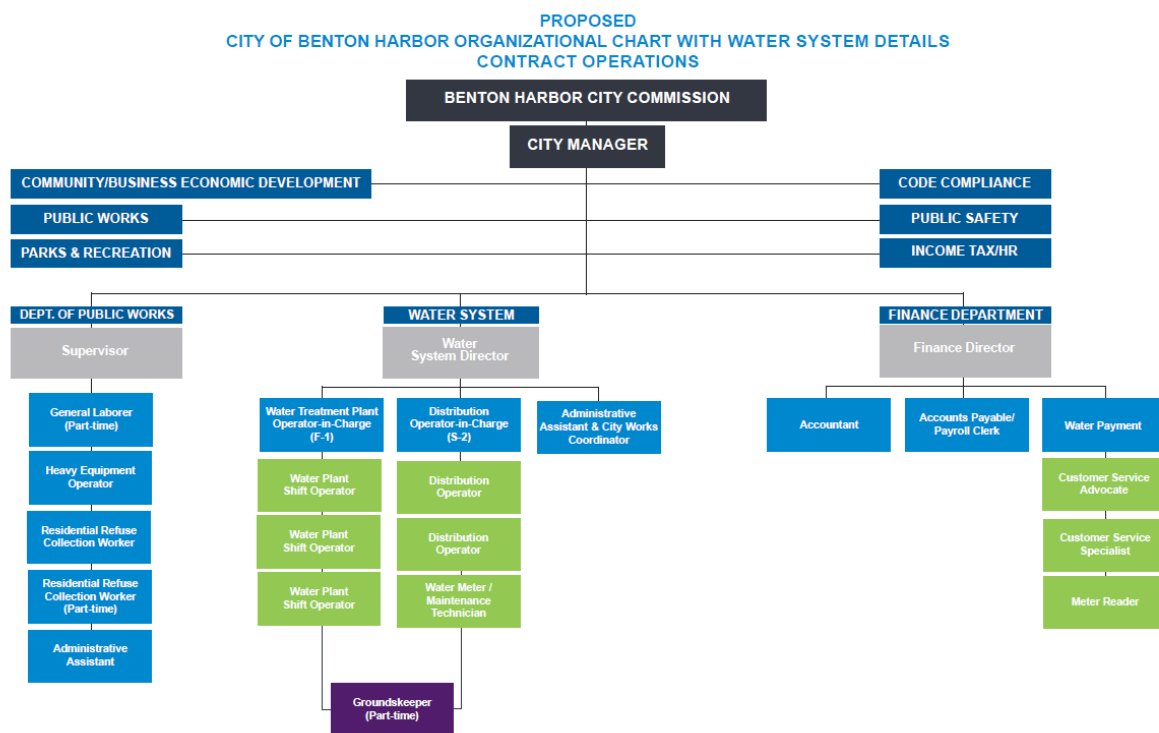 PROPOSED
CITY OF BENTON HARBOR ORGANIZATIONAL CHART WITH WATER SYSTEM DETAILS
CONTRACT OPERATIONS
BENTON HARBOR CITY COMMISSION
CITY MANAGER
COMMUNITY/BUSINESS ECONOMIC DEVELOPMENT
CODE COMPLIANCE
PUBLIC WORKS
PUBLIC SAFETY
PARKS & RECREATION
INCOME TAX/HR
DEPT. OF PUBLIC WORKS
Supervisor
General Laborer
(Part-time)
Heavy Equipment
Operator
Residential Refuse
Collection Worker
Residential Refuse
Collection Worker
(Part-time)
Administrative
Assistant
WATER SYSTEM
Water
System Director
Water Treatment Plant
Operator-in-Charge
(F-1)
Water Plant
Shift Operator
Water Plant
Shift Operator
Water Plant
Shift Operator
Distribution
Operator-in-Charge
(S-2)
Distribution
Operator
Distribution
Operator
Water Meter /
Maintenance
Technician
Administrative
Assistant & City Works
Coordinator
Groundskeeper
(Part-time)
FINANCE DEPARTMENT
Finance Director
Accountant
Accounts Payable/
Payroll Clerk
Water Payment
Customer Service
Advocate
Customer Service
Specialist
Meter Reader